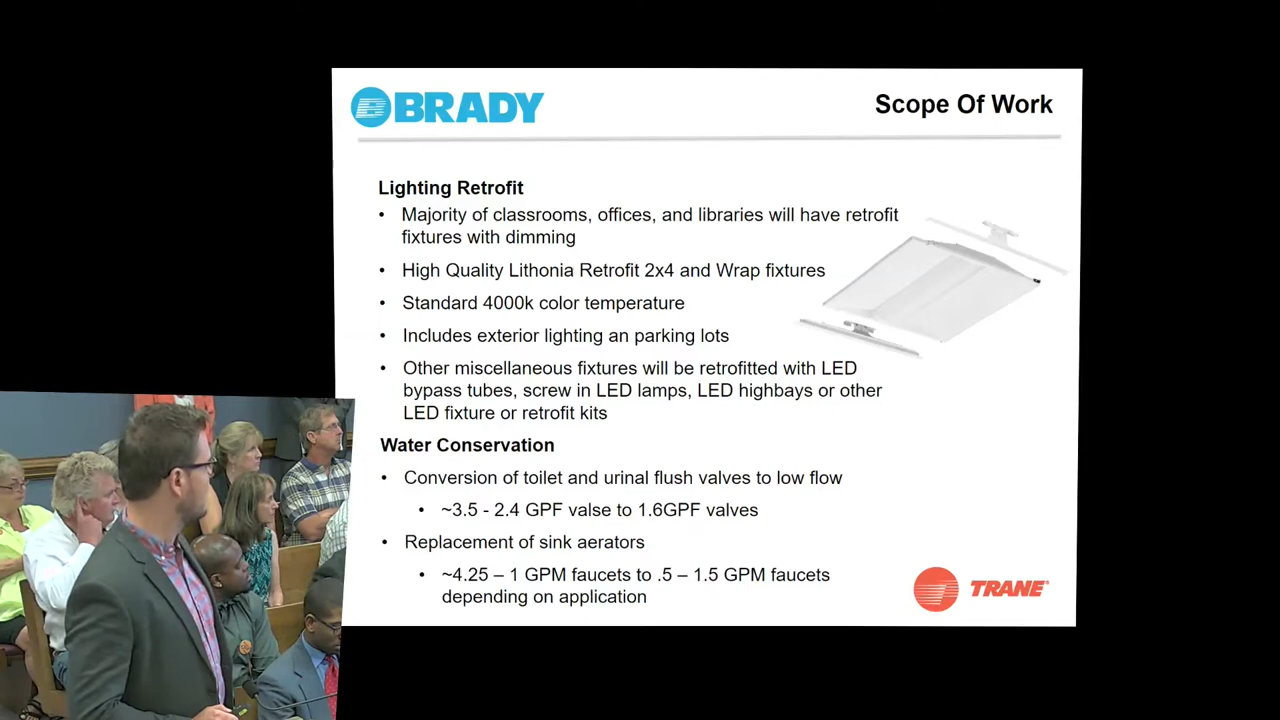 BRADY
Scope Of Work
Lighting Retrofit
• Majority of classrooms, offices, and libraries will have retrofit
fixtures with dimming
• High Quality Lithonia Retrofit 2x4 and Wrap fixtures
• Standard 4000k color temperature
• Includes exterior lighting an parking lots
• Other miscellaneous fixtures will be retrofitted with LED
bypass tubes, screw in LED lamps, LED highbays or other
LED fixture or retrofit kits
Water Conservation
• Conversion of toilet and urinal flush valves to low flow
• ~3.5 - 2.4 GPF valse to 1.6GPF valves
• Replacement of sink aerators
• ~4.25 – 1 GPM faucets to .5 – 1.5 GPM faucets
depending on application
TRANE®